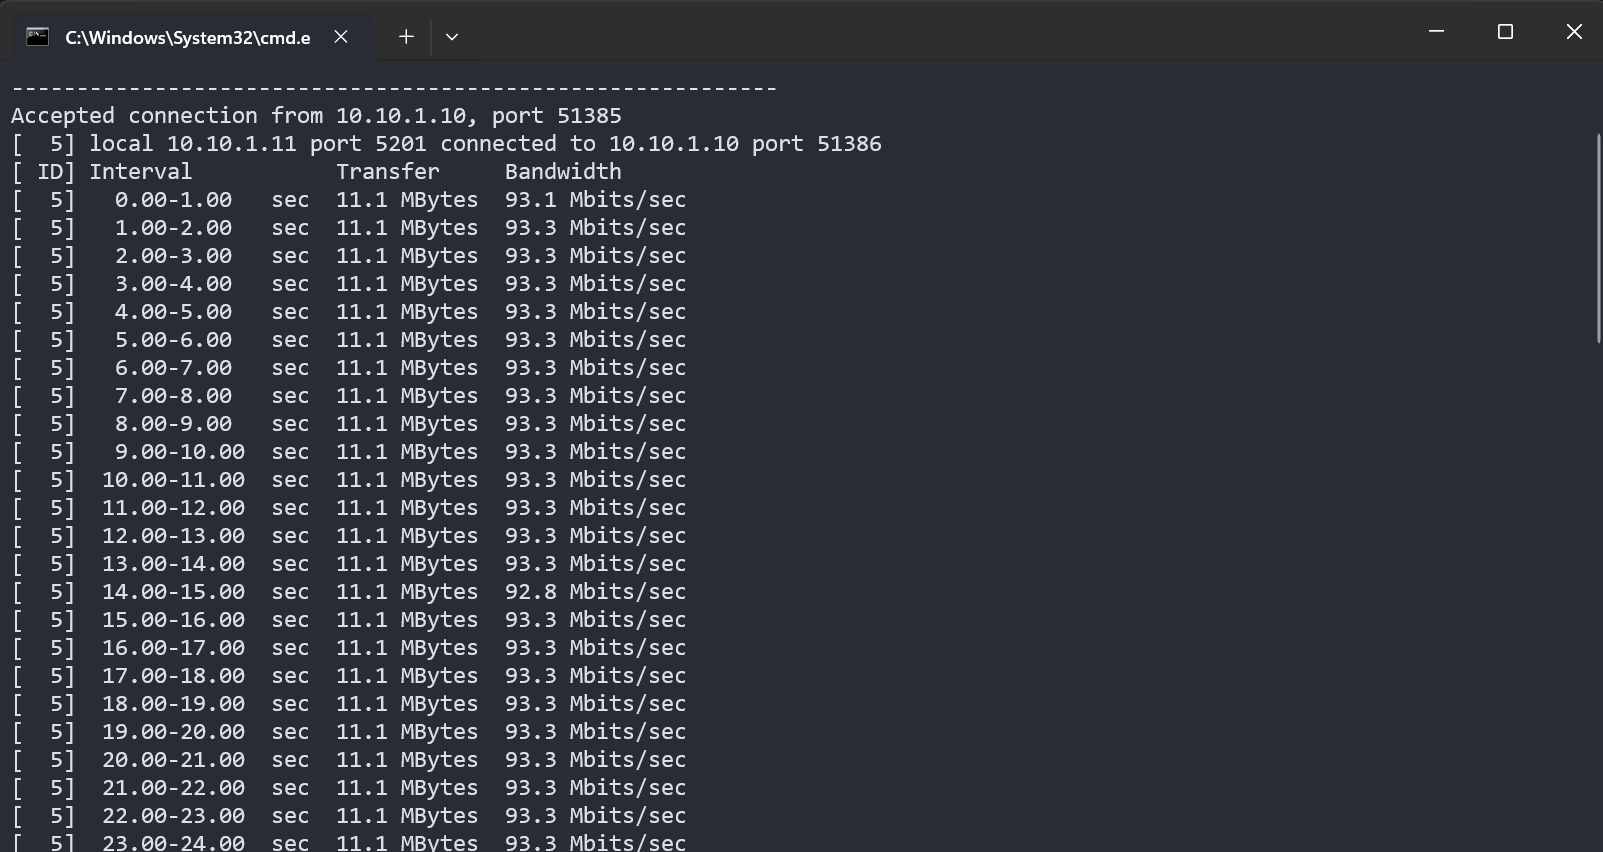 C:\Windows\System32\cmd.e
-----------------------------------------------------------
Accepted connection from 10.10.1.10, port 51385
[  5] local 10.10.1.11 port 5201 connected to 10.10.1.10 port 51386
[ ID] Interval           Transfer     Bandwidth
[  5]   0.00-1.00   sec  11.1 MBytes  93.1 Mbits/sec
[  5]   1.00-2.00   sec  11.1 MBytes  93.3 Mbits/sec
[  5]   2.00-3.00   sec  11.1 MBytes  93.3 Mbits/sec
[  5]   3.00-4.00   sec  11.1 MBytes  93.3 Mbits/sec
[  5]   4.00-5.00   sec  11.1 MBytes  93.3 Mbits/sec
[  5]   5.00-6.00   sec  11.1 MBytes  93.3 Mbits/sec
[  5]   6.00-7.00   sec  11.1 MBytes  93.3 Mbits/sec
[  5]   7.00-8.00   sec  11.1 MBytes  93.3 Mbits/sec
[  5]   8.00-9.00   sec  11.1 MBytes  93.3 Mbits/sec
[  5]   9.00-10.00  sec  11.1 MBytes  93.3 Mbits/sec
[  5]  10.00-11.00  sec  11.1 MBytes  93.3 Mbits/sec
[  5]  11.00-12.00  sec  11.1 MBytes  93.3 Mbits/sec
[  5]  12.00-13.00  sec  11.1 MBytes  93.3 Mbits/sec
[  5]  13.00-14.00  sec  11.1 MBytes  93.3 Mbits/sec
[  5]  14.00-15.00  sec  11.1 MBytes  92.8 Mbits/sec
[  5]  15.00-16.00  sec  11.1 MBytes  93.3 Mbits/sec
[  5]  16.00-17.00  sec  11.1 MBytes  93.3 Mbits/sec
[  5]  17.00-18.00  sec  11.1 MBytes  93.3 Mbits/sec
[  5]  18.00-19.00  sec  11.1 MBytes  93.3 Mbits/sec
[  5]  19.00-20.00  sec  11.1 MBytes  93.3 Mbits/sec
[  5]  20.00-21.00  sec  11.1 MBytes  93.3 Mbits/sec
[  5]  21.00-22.00  sec  11.1 MBytes  93.3 Mbits/sec
[  5]  22.00-23.00  sec  11.1 MBytes  93.3 Mbits/sec
[  5]  23.00-24.00  sec  11.1 MBytes  93.3 Mbits/sec